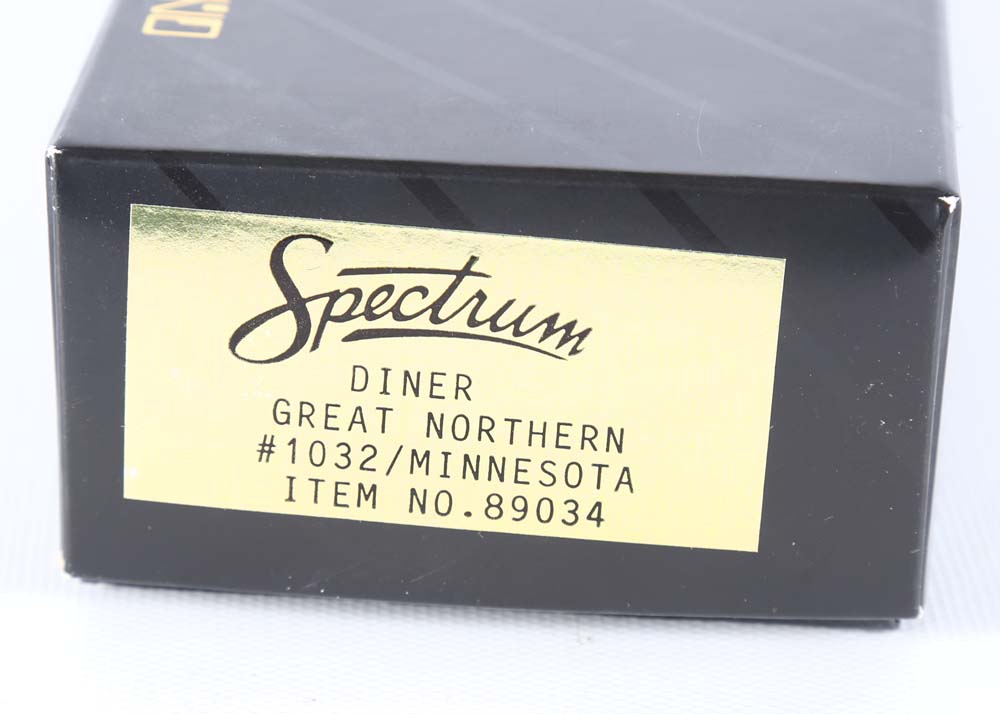 Spectrum
DINER
GREAT NORTHERN
#1032/MINNESOTA
ITEM NO.89034